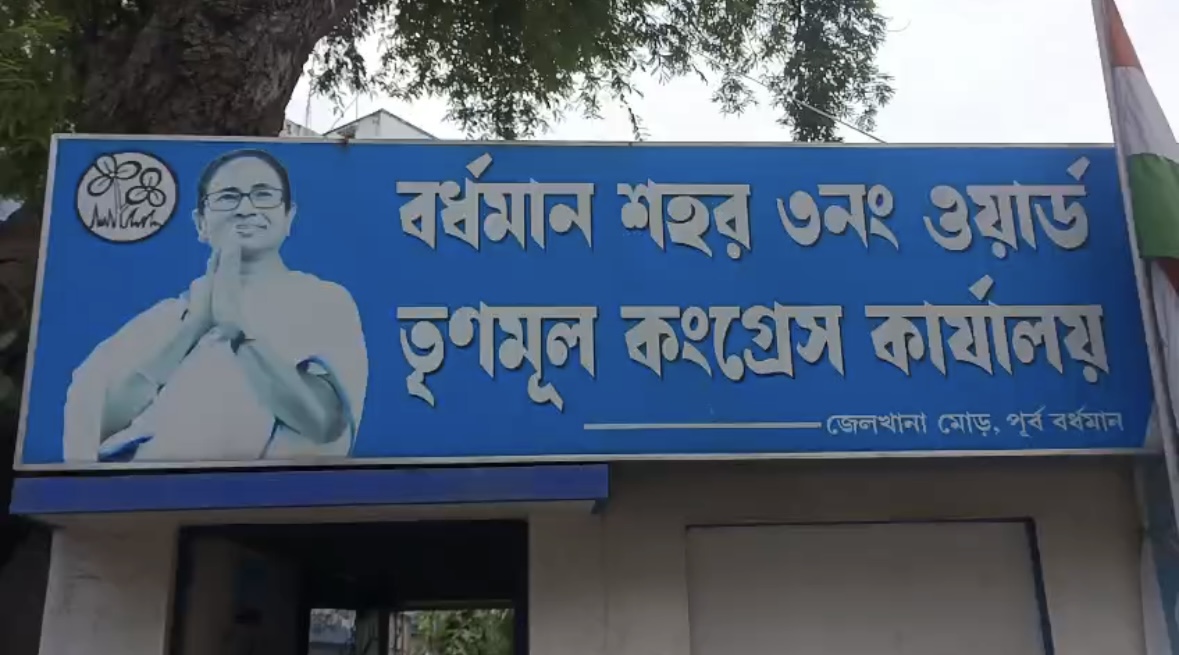 বর্ধমান শহর ৩নং ওয়ার্ড
তৃণমূল কংগ্রেস কার্যালয়
জেলখানা মোড়, পূর্ব বর্ধমান